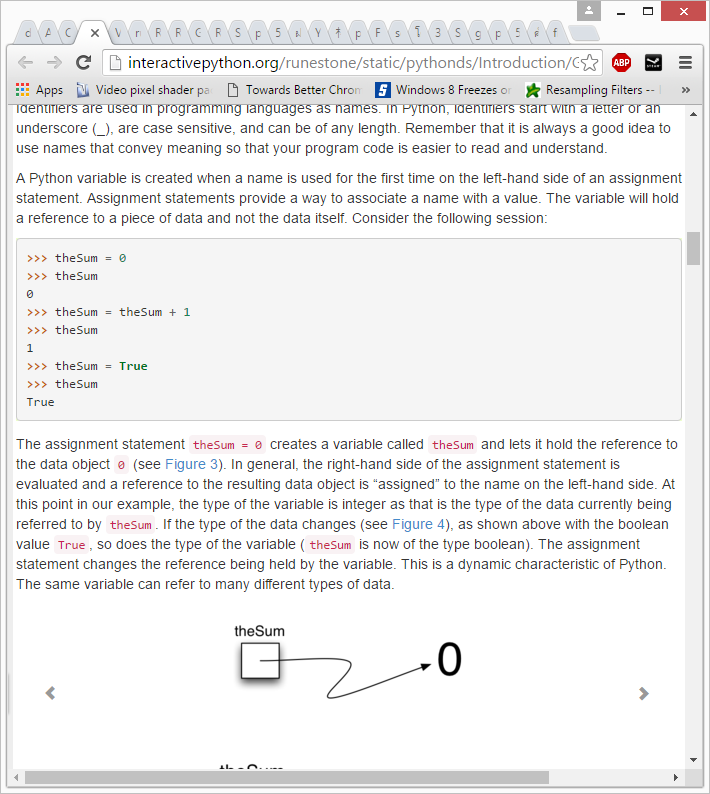 d A C V r R R G R S p 5 Y p F s 3 S g p 5 f
interactivepython.org/runestone/static/pythonds/Introduction/
ABP
Apps Video pixel shader Towards Better Windows 8 Freezes Resampling Filters -- »
Identifiers are used in programming languages as names. In Python, identifiers start with a letter or an
underscore (_), are case sensitive, and can be of any length. Remember that it is always a good idea to
use names that convey meaning so that your program code is easier to read and understand.
A Python variable is created when a name is used for the first time on the left-hand side of an assignment
statement. Assignment statements provide a way to associate a name with a value. The variable will hold
a reference to a piece of data and not the data itself. Consider the following session:
>>> theSum = 0
>>> theSum
0
>>> theSum = theSum + 1
>>> theSum
1
>>> theSum = True
>>> theSum
True
The assignment statement theSum = 0 creates a variable called theSum and lets it hold the reference to
the data object 0 (see Figure 3). In general, the right-hand side of the assignment statement is
evaluated and a reference to the resulting data object is “assigned” to the name on the left-hand side. At
this point in our example, the type of the variable is integer as that is the type of the data currently being
referred to by theSum. If the type of the data changes (see Figure 4), as shown above with the boolean
value True, so does the type of the variable (theSum is now of the type boolean). The assignment
statement changes the reference being held by the variable. This is a dynamic characteristic of Python.
The same variable can refer to many different types of data.
theSum
0
theSum